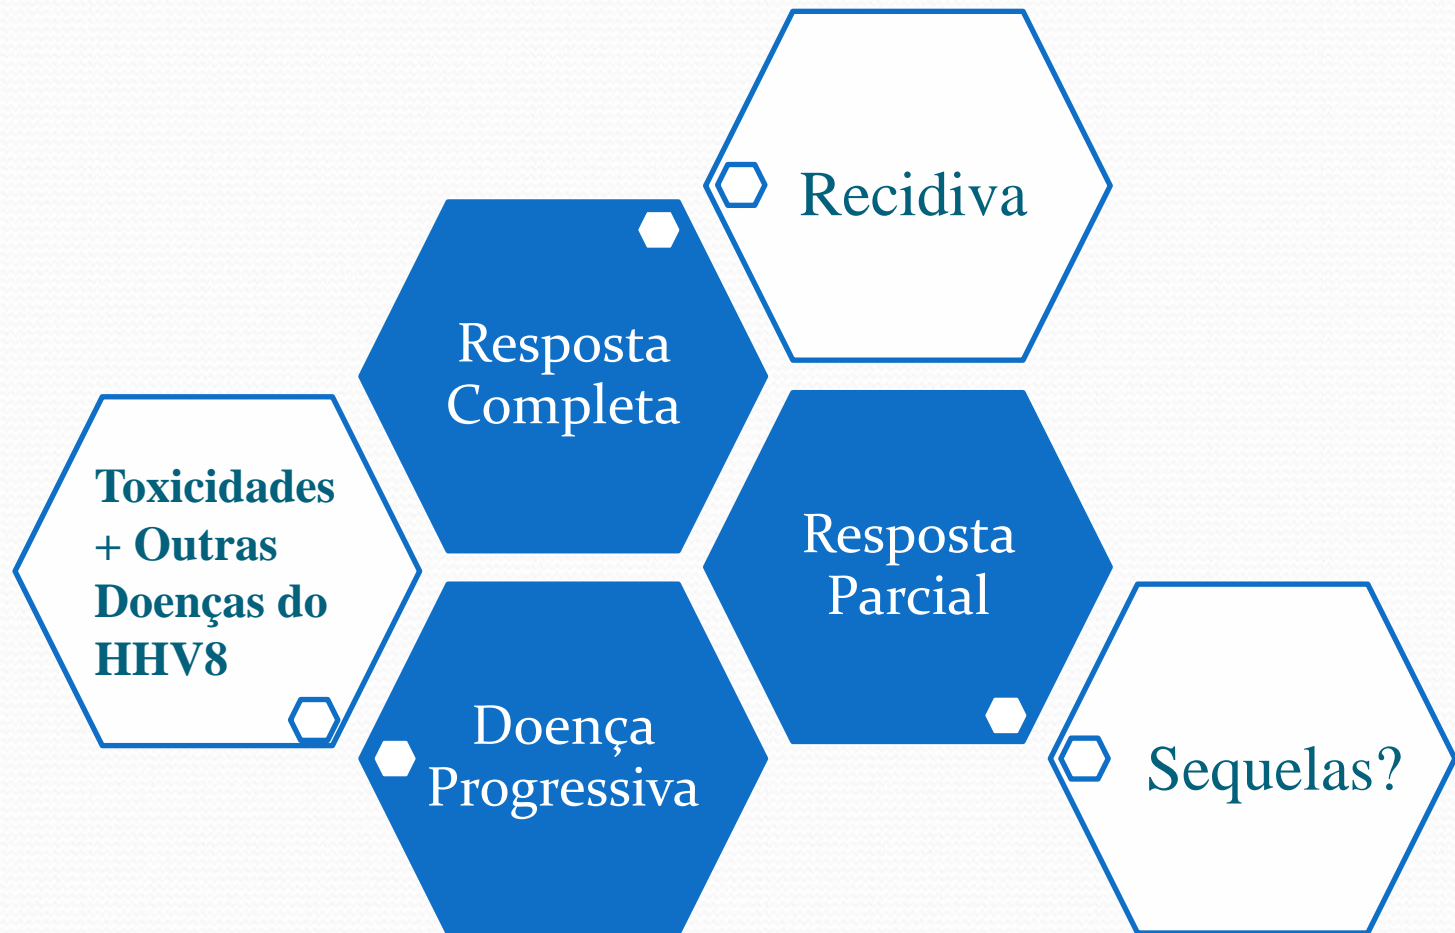 Recidiva
Resposta
Completa
Toxicidades
+ Outras
Doenças do
HHV8
Resposta
Parcial
Doença
Progressiva
Sequelas?